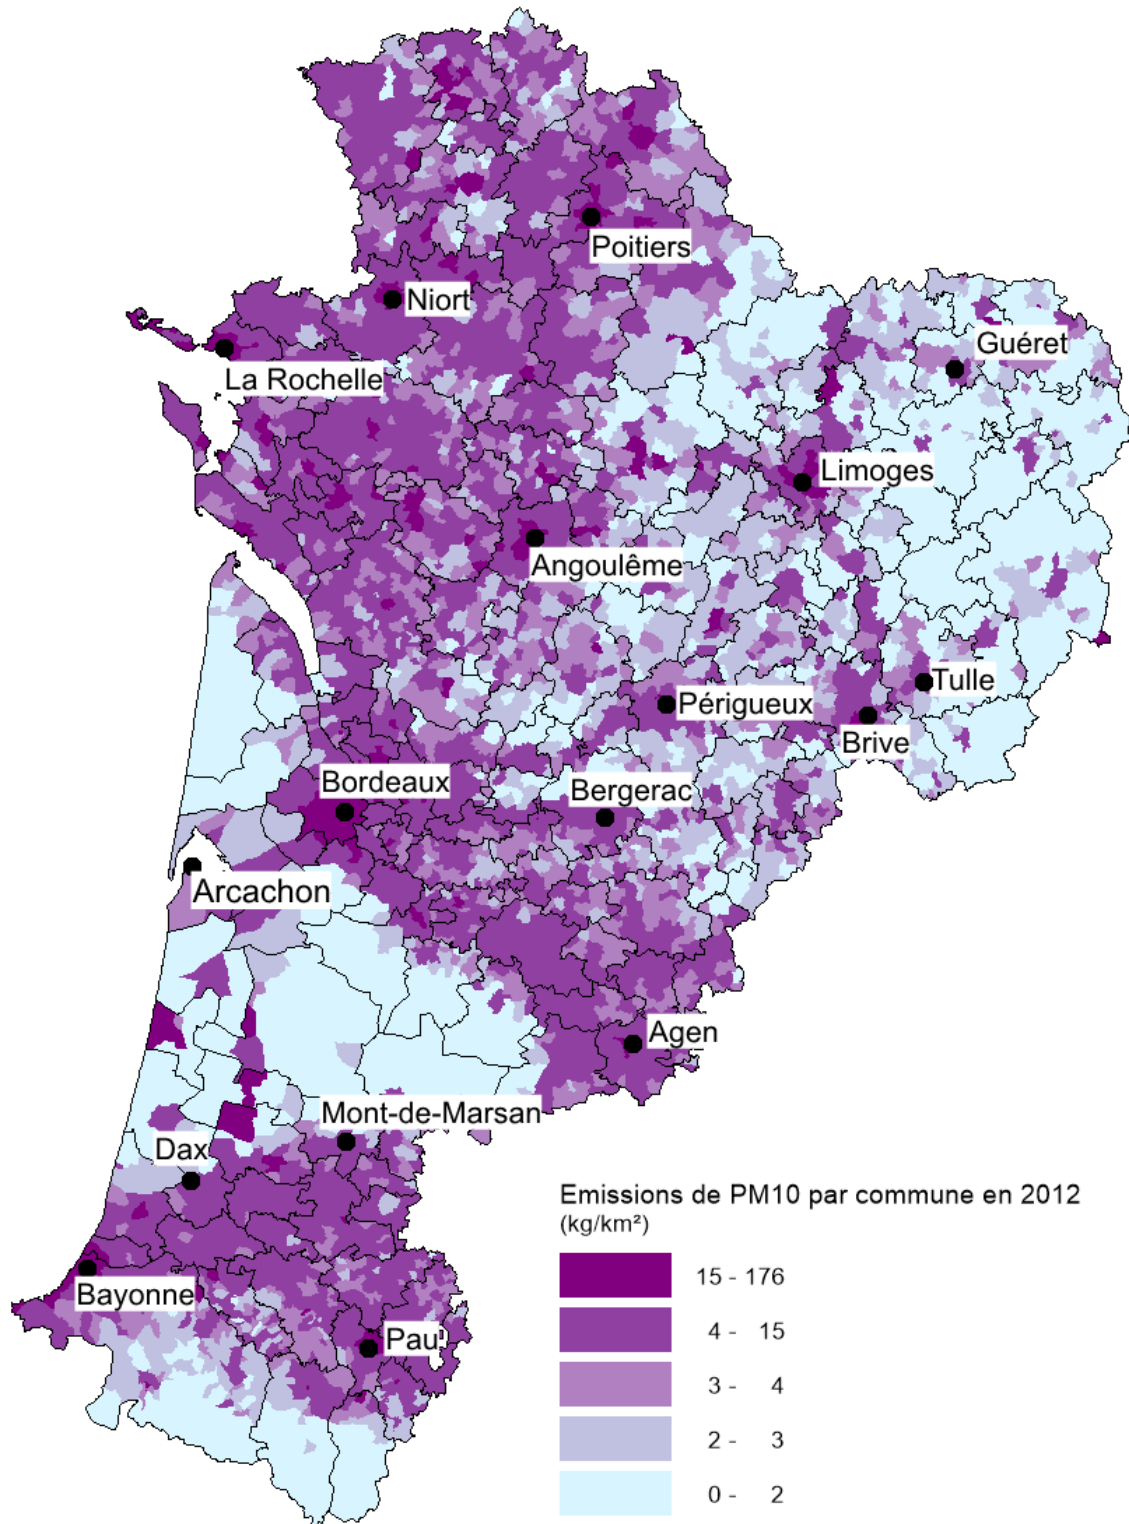 Poitiers
Niort
La Rochelle
Guéret
Limoges
Angoulême
Tulle
Périgueux
Brive
Bordeaux
Bergerac
Arcachon
Agen
Mont-de-Marsan
Dax
Bayonne
Pau
Emissions de PM10 par commune en 2012
(kg/km²)
15 - 176
4 - 15
3 - 4
2 - 3
0 - 2